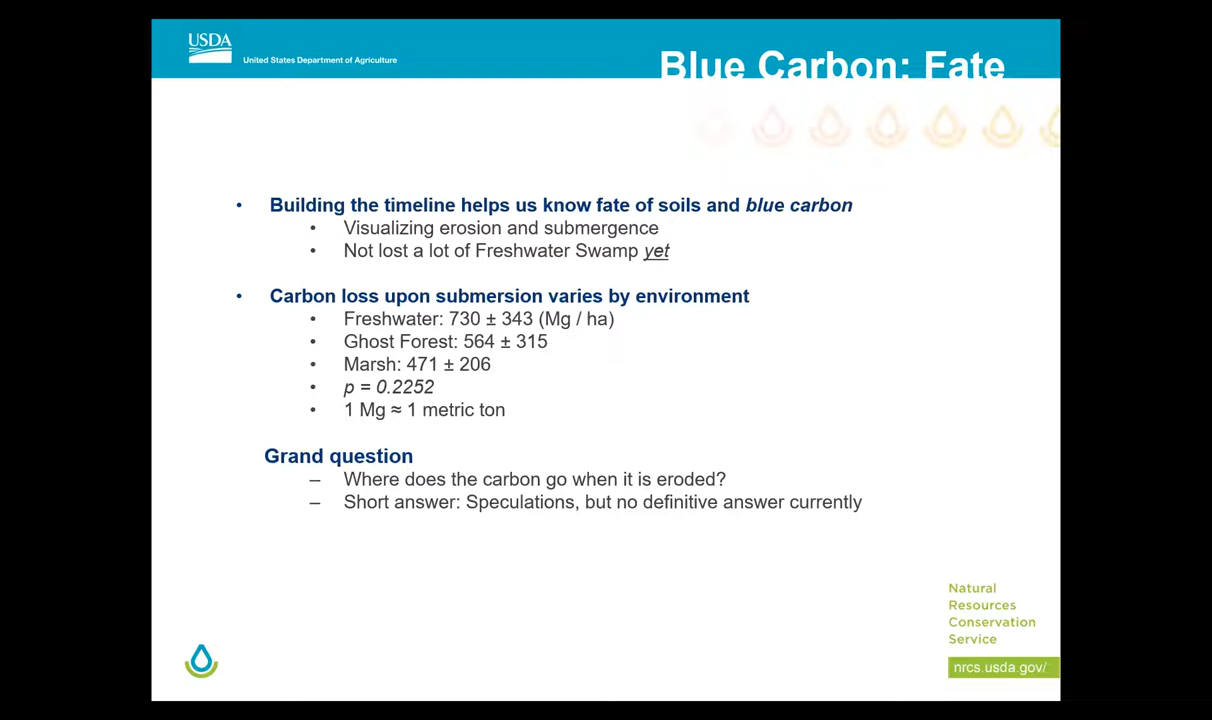 USDA
United States Department of Agriculture
Blue Carbon: Fate
• Building the timeline helps us know fate of soils and blue carbon
• Visualizing erosion and submergence
• Not lost a lot of Freshwater Swamp yet
• Carbon loss upon submersion varies by environment
• Freshwater: 730 ± 343 (Mg / ha)
• Ghost Forest: 564 ± 315
• Marsh: 471 ± 206
• p = 0.2252
• 1 Mg ≈ 1 metric ton
Grand question
– Where does the carbon go when it is eroded?
– Short answer: Speculations, but no definitive answer currently
Natural
Resources
Conservation
Service
nrcs.usda.gov/